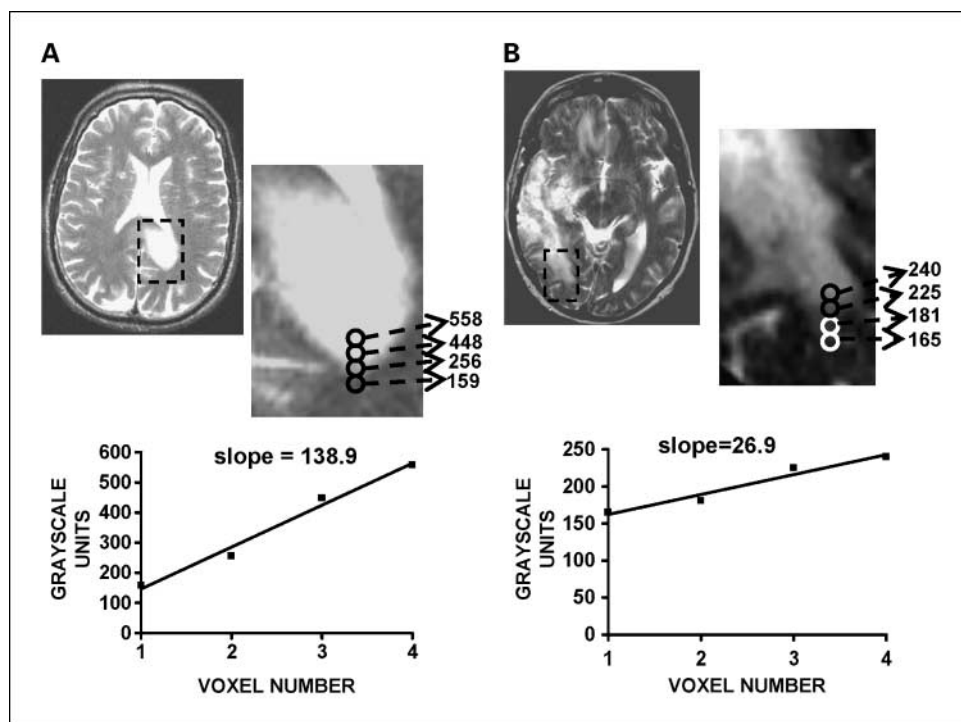 A
B
558
448
256
159
240
225
181
165
slope = 138.9
GRAYSCALE
UNITS
600
500
400
300
200
100
0
1 2 3 4
VOXEL NUMBER
slope=26.9
GRAYSCALE
UNITS
250
200
150
100
50
0
1 2 3 4
VOXEL NUMBER